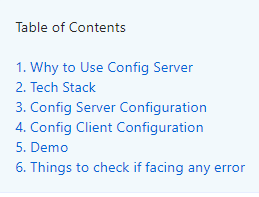 Table of Contents
1. Why to Use Config Server
2. Tech Stack
3. Config Server Configuration
4. Config Client Configuration
5. Demo
6. Things to check if facing any error